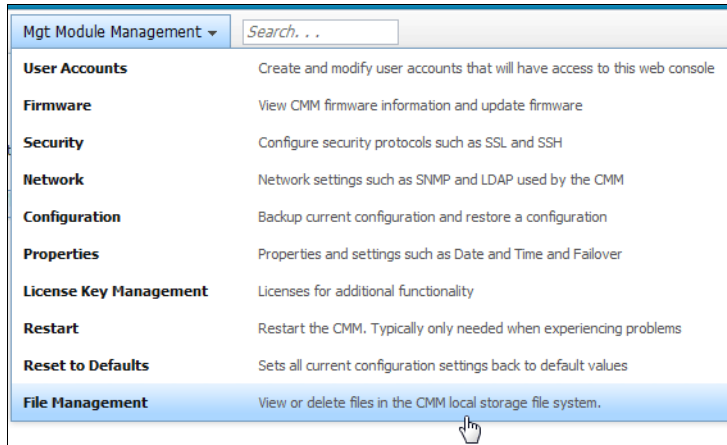 Mgt Module Management Search. . .
User Accounts Create and modify user accounts that will have access to this web console
Firmware View CMM firmware information and update firmware
Security Configure security protocols such as SSL and SSH
Network Network settings such as SNMP and LDAP used by the CMM
Configuration Backup current configuration and restore a configuration
Properties Properties and settings such as Date and Time and Failover
License Key Management Licenses for additional functionality
Restart Restart the CMM. Typically only needed when experiencing problems
Reset to Defaults Sets all current configuration settings back to default values
File Management View or delete files in the CMM local storage file system.